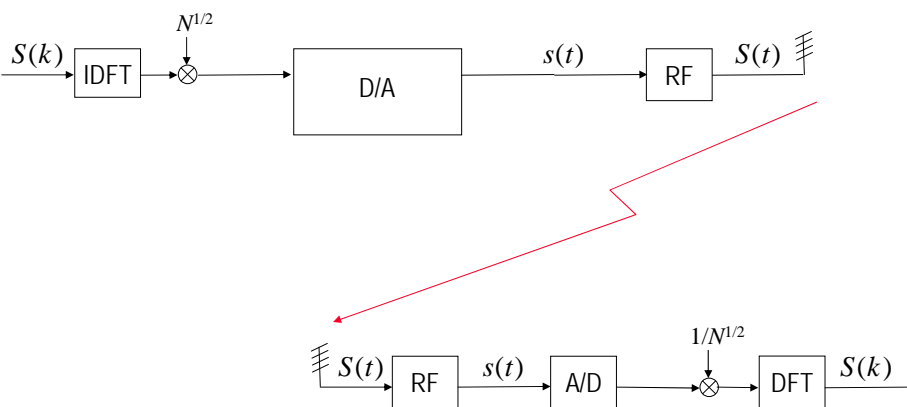 N^{1/2}
S(k) IDFT D/A s(t) RF S(t)
1/N^{1/2}
S(t) RF s(t) A/D DFT S(k)